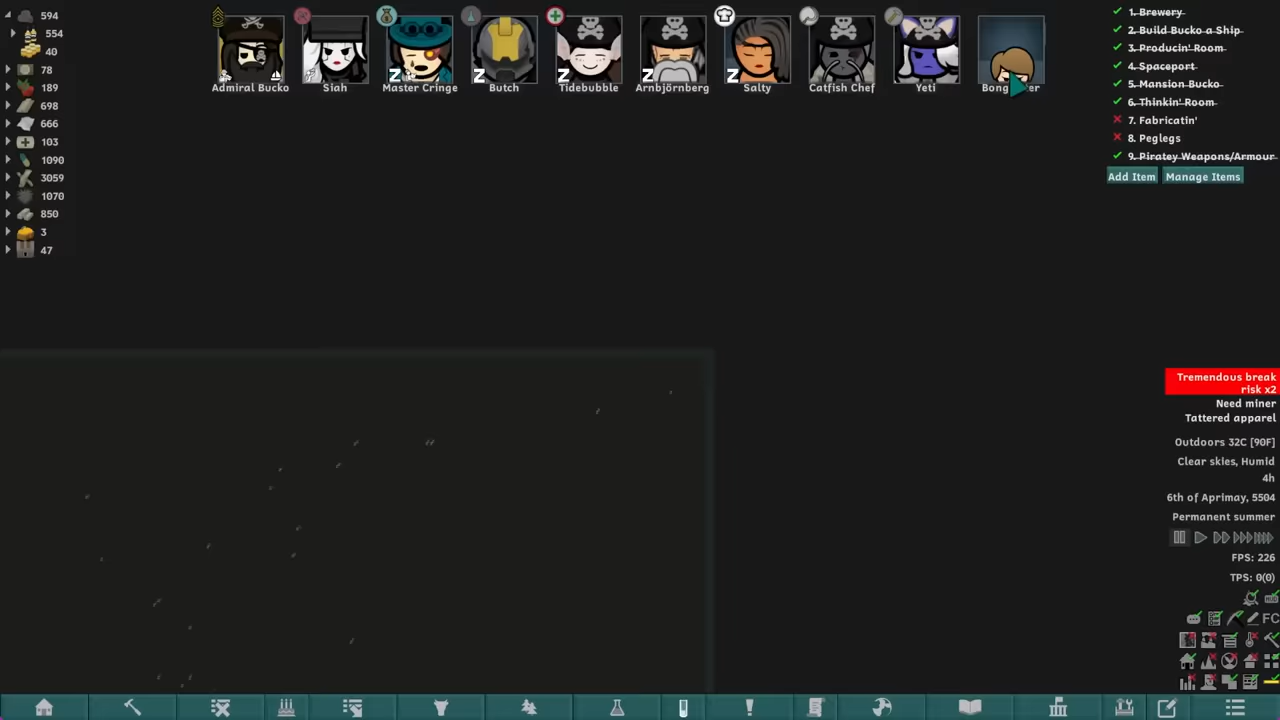 594
554
40
78
189
698
666
103
1090
3059
1070
850
3
47
Admiral Bucko
Siah
Master Cringe
Butch
Tidebubble
Arnbjörnberg
Salty
Catfish Chef
Yeti
Z
Z
Z
Z
1. Brewery
2. Build Bucko a Ship
3. Producin' Room
4. Spaceport
5. Mansion Bucko
6. Thinkin' Room
7. Fabricatin'
8. Peglegs
9. Piratey Weapons/Armour
Add Item
Manage Items
Tremendous break
risk x2
Need miner
Tattered apparel
Outdoors 32C [90F]
Clear skies, Humid
4h
6th of Aprimay, 5504
Permanent summer
FPS: 226
TPS: 0(0)
FC